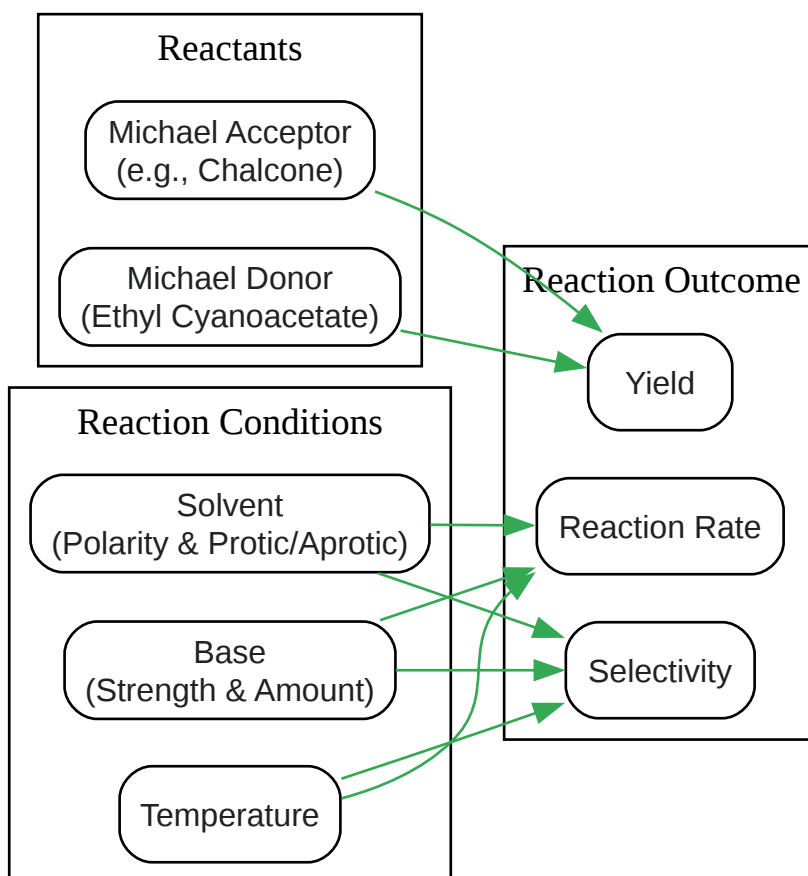 Reactants
Michael Acceptor
(e.g., Chalcone)
Michael Donor
(Ethyl Cyanoacetate)
Reaction Conditions
Solvent
(Polarity & Protic/Aprotic)
Base
(Strength & Amount)
Temperature
Reaction Outcome
Yield
Reaction Rate
Selectivity